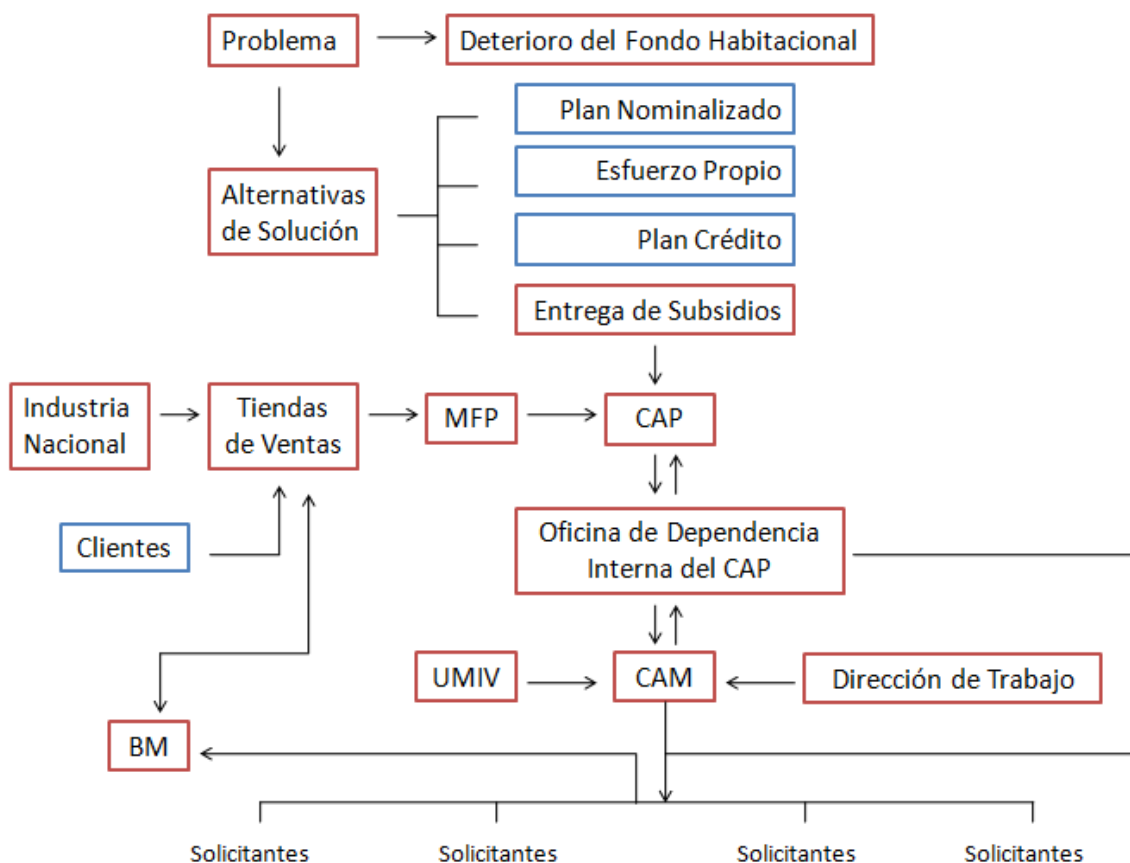 Problema
Deterioro del Fondo Habitacional
Plan Nominalizado
Alternativas
de Solución
Esfuerzo Propio
Plan Crédito
Entrega de Subsidios
Industria
Nacional
Tiendas
de Ventas
MFP
CAP
Clientes
Oficina de Dependencia
Interna del CAP
UMIV
CAM
Dirección de Trabajo
BM
Solicitantes
Solicitantes
Solicitantes
Solicitantes